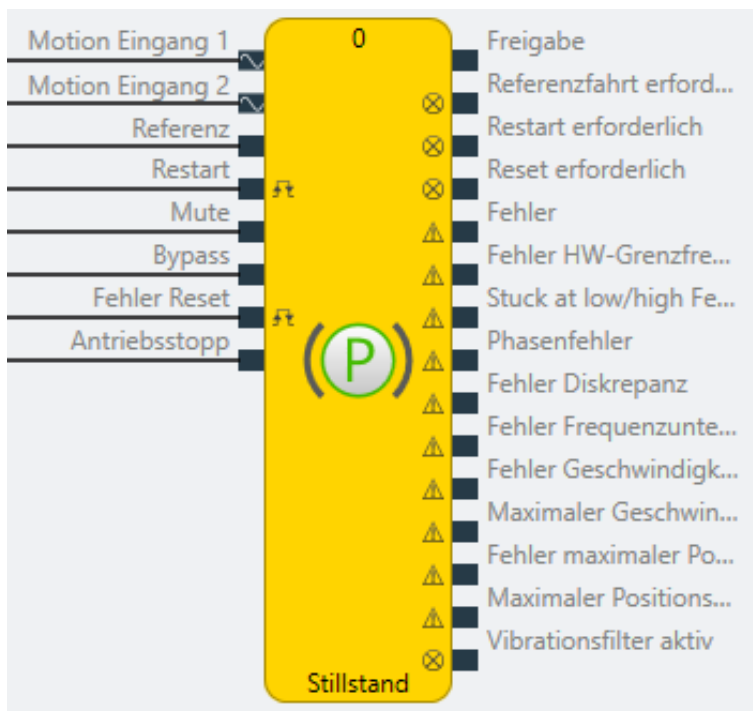 0
Motion Eingang 1
Motion Eingang 2
Referenz
Restart
Mute
Bypass
Fehler Reset
Antriebsstopp
P
Freigabe
Referenzfahrt erford...
Restart erforderlich
Reset erforderlich
Fehler
Fehler HW-Grenzfre...
Stuck at low/high Fe...
Phasenfehler
Fehler Diskrepanz
Fehler Frequenzunte...
Fehler Geschwindigk...
Maximaler Geschwin...
Fehler maximaler Po...
Maximaler Positions...
Vibrationsfilter aktiv
Stillstand